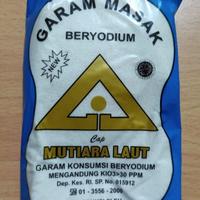 GARAM MASAK
BERYODIUM
NEW
Cap
MUTIARA LAUT
GARAM KONSUMSI BERYODIUM
MENGANDUNG KIO3>30 PPM
Dep. Kes. RI. SP. No. 015912
01 - 3556 - 2000